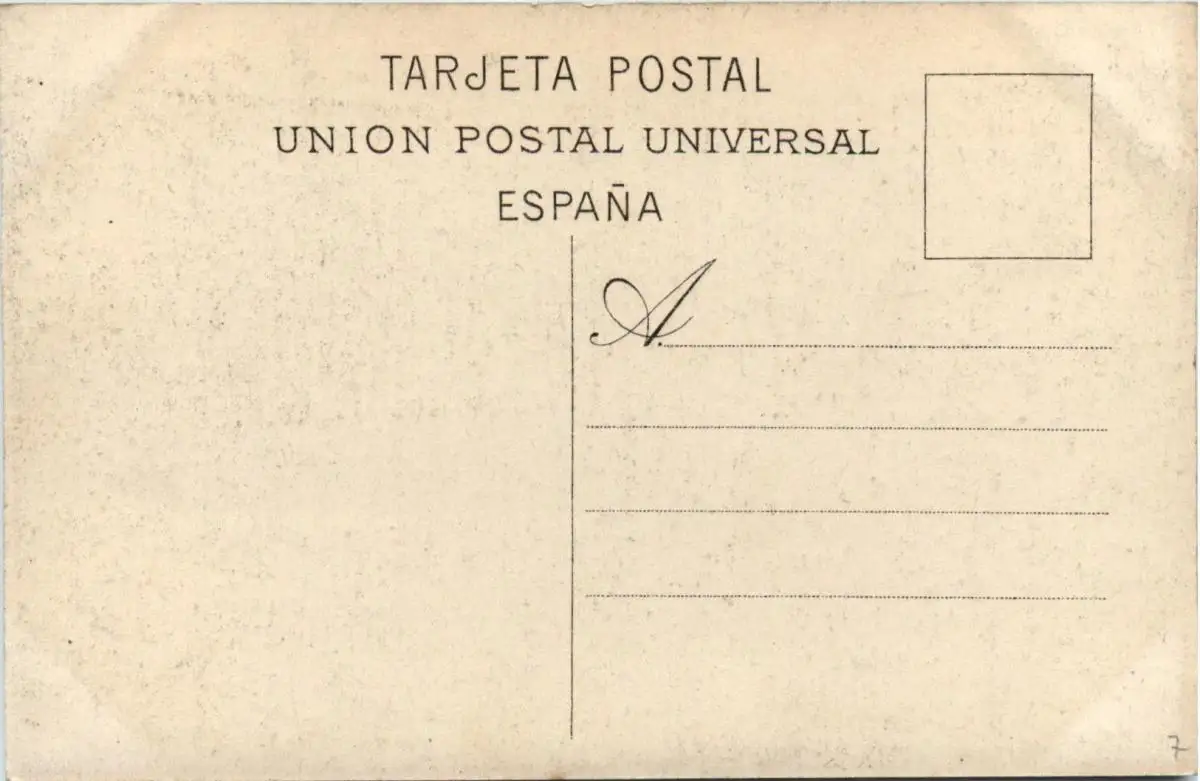 TARJETA POSTAL
UNION POSTAL UNIVERSAL
ESPAÑA
A.
7